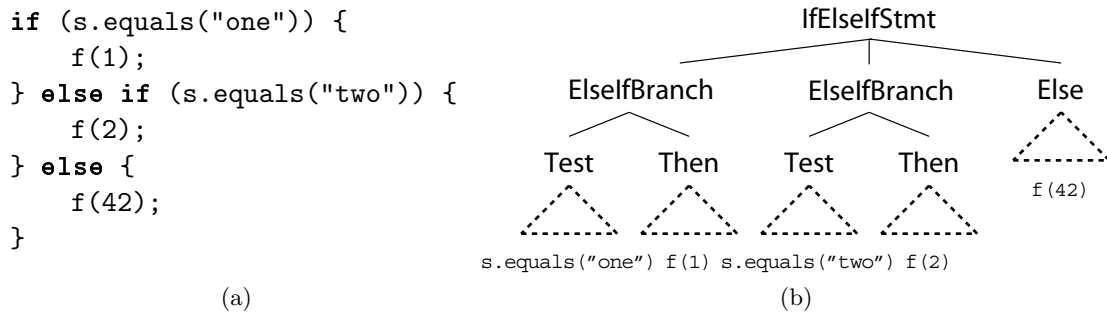 if (s.equals("one")) {
    f(1);
} else if (s.equals("two")) {
    f(2);
} else {
    f(42);
}
(a)
IfElseIfStmt
ElseIfBranch ElseIfBranch Else
Test Then Test Then
f(42)
s.equals("one") f(1) s.equals("two") f(2)
(b)